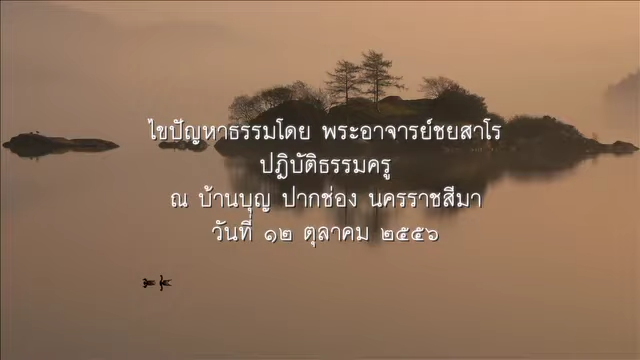 ไขปัญหาธรรมโดย พระอาจารย์ชยสาโร
ปฏิบัติธรรมครู
ณ บ้านบุญ ปากช่อง นครราชสีมา
วันที่ ๑๒ ตุลาคม ๒๕๕๖